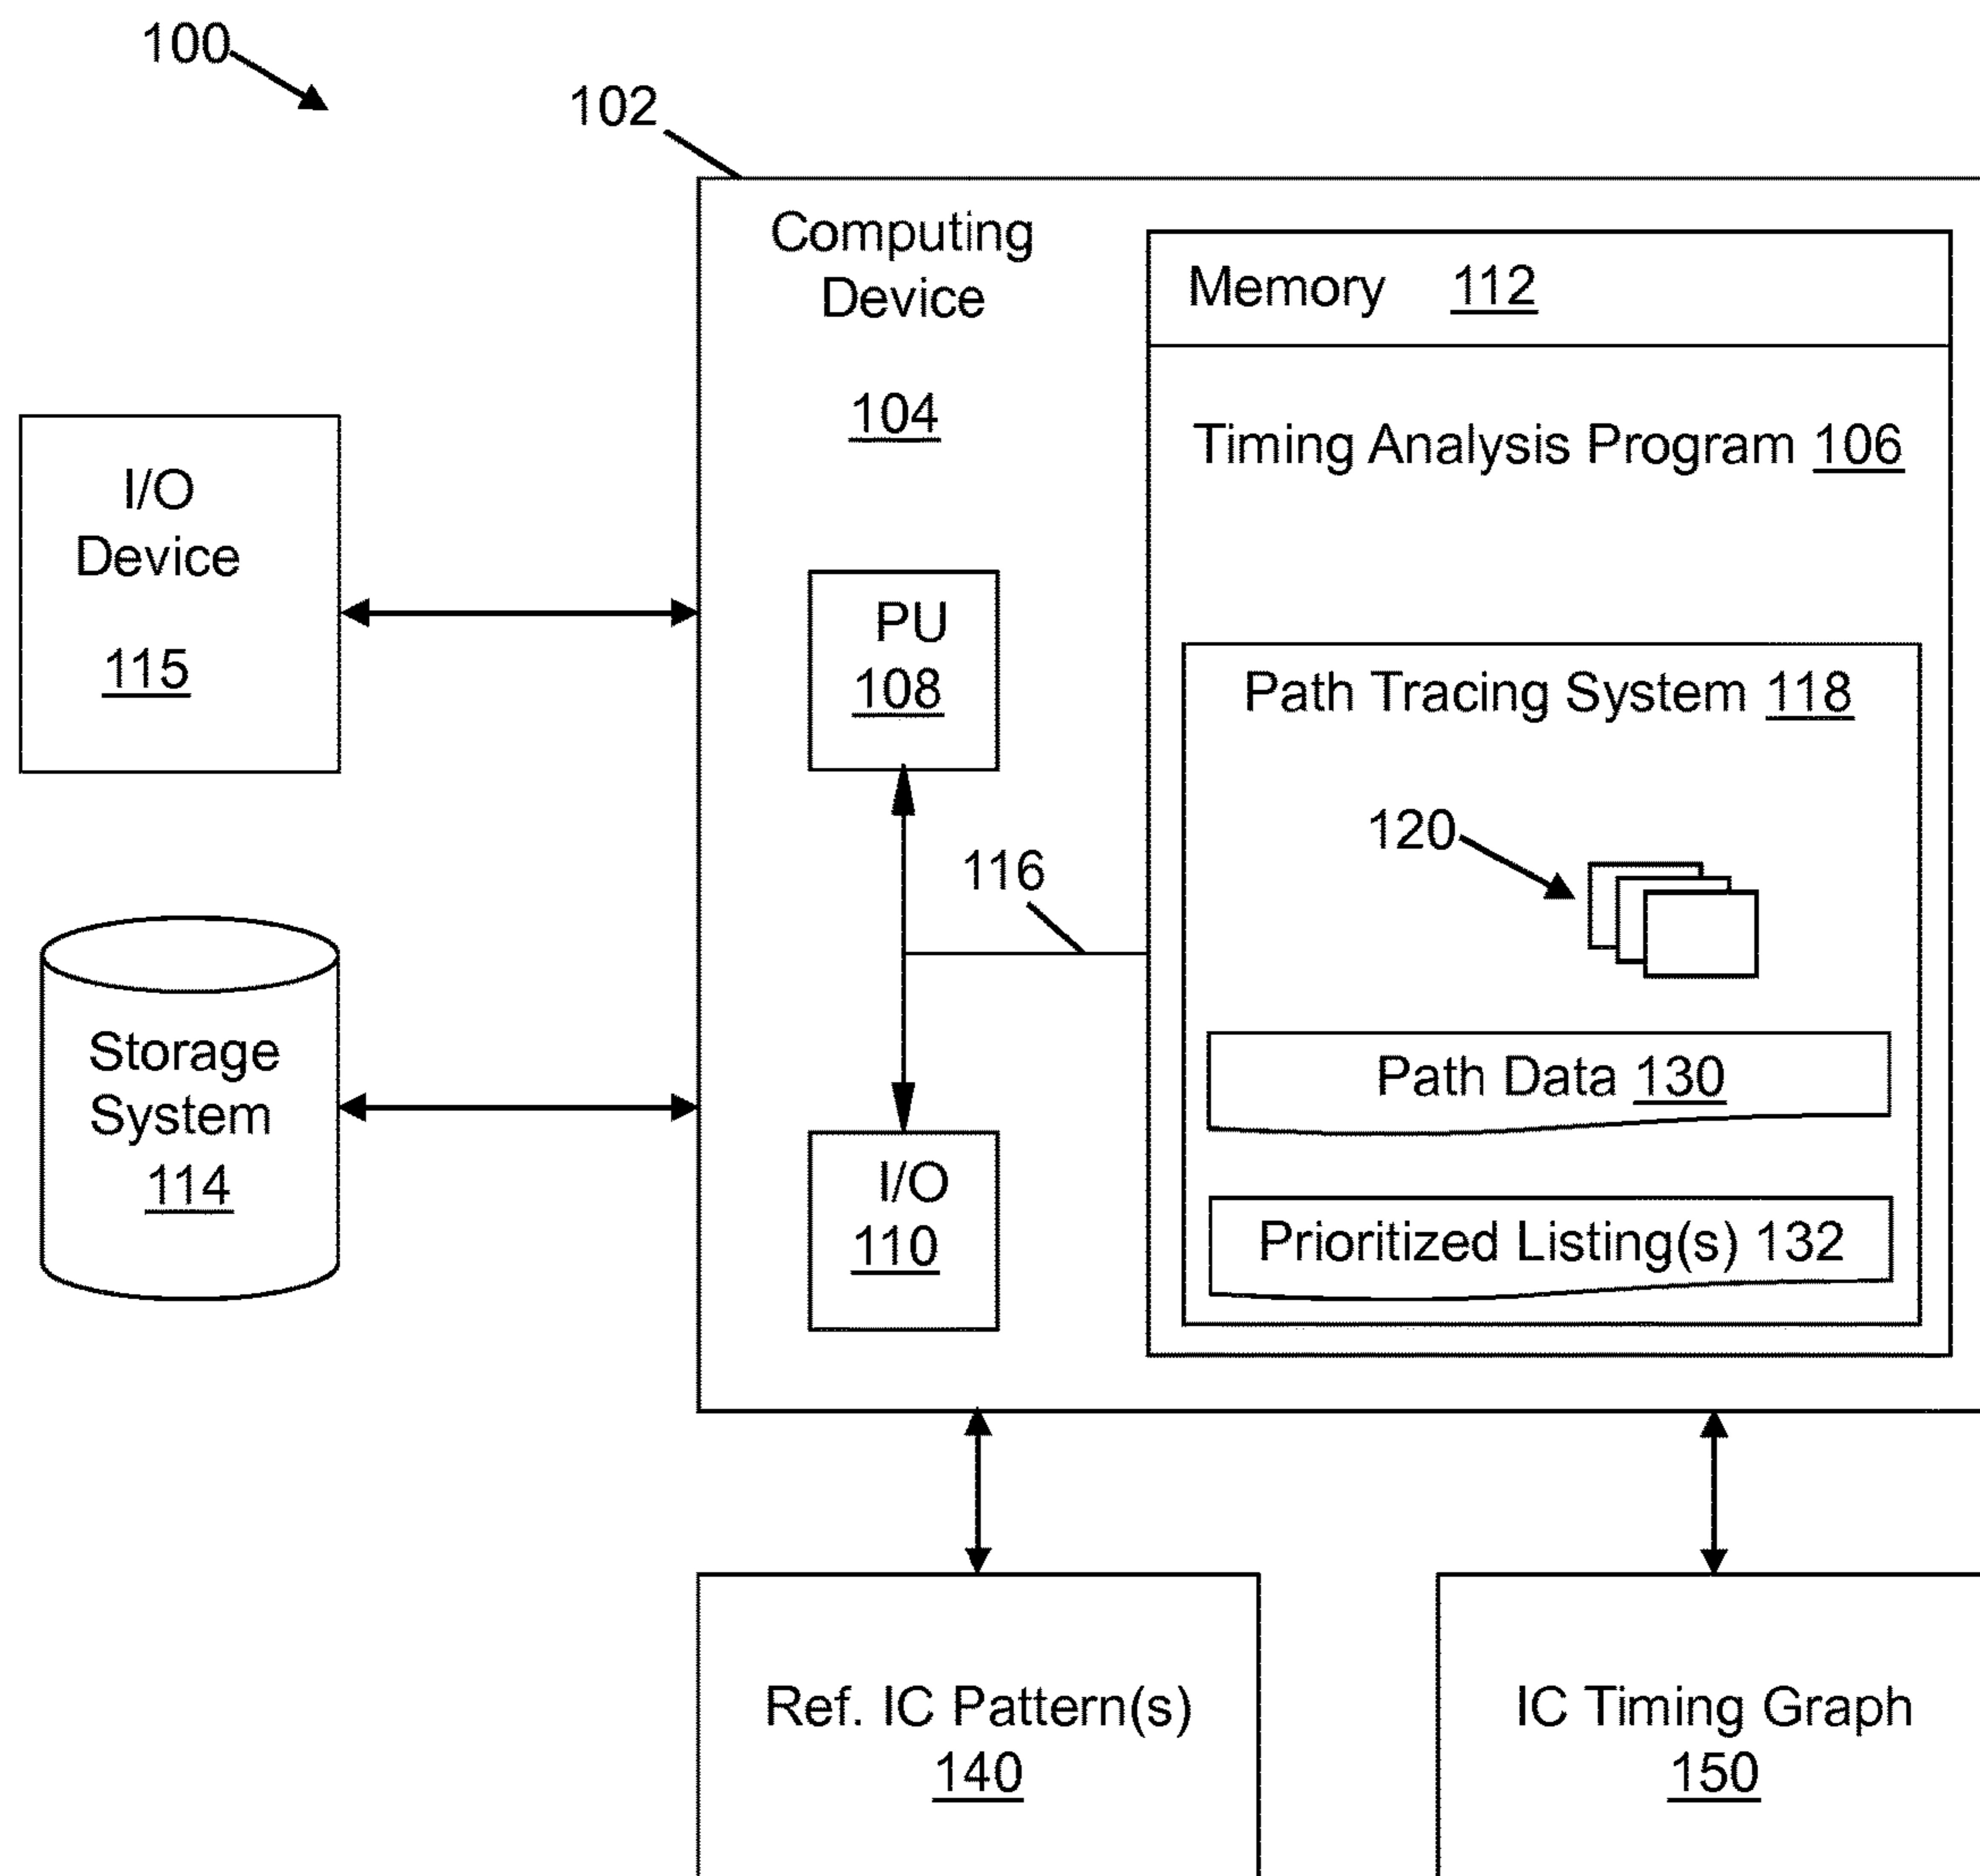 100
102
Computing
Device
104
Memory 112
Timing Analysis Program 106
I/O
Device
115
PU
108
Path Tracing System 118
120
116
Storage
System
114
Path Data 130
I/O
110
Prioritized Listing(s) 132
Ref. IC Pattern(s)
140
IC Timing Graph
150